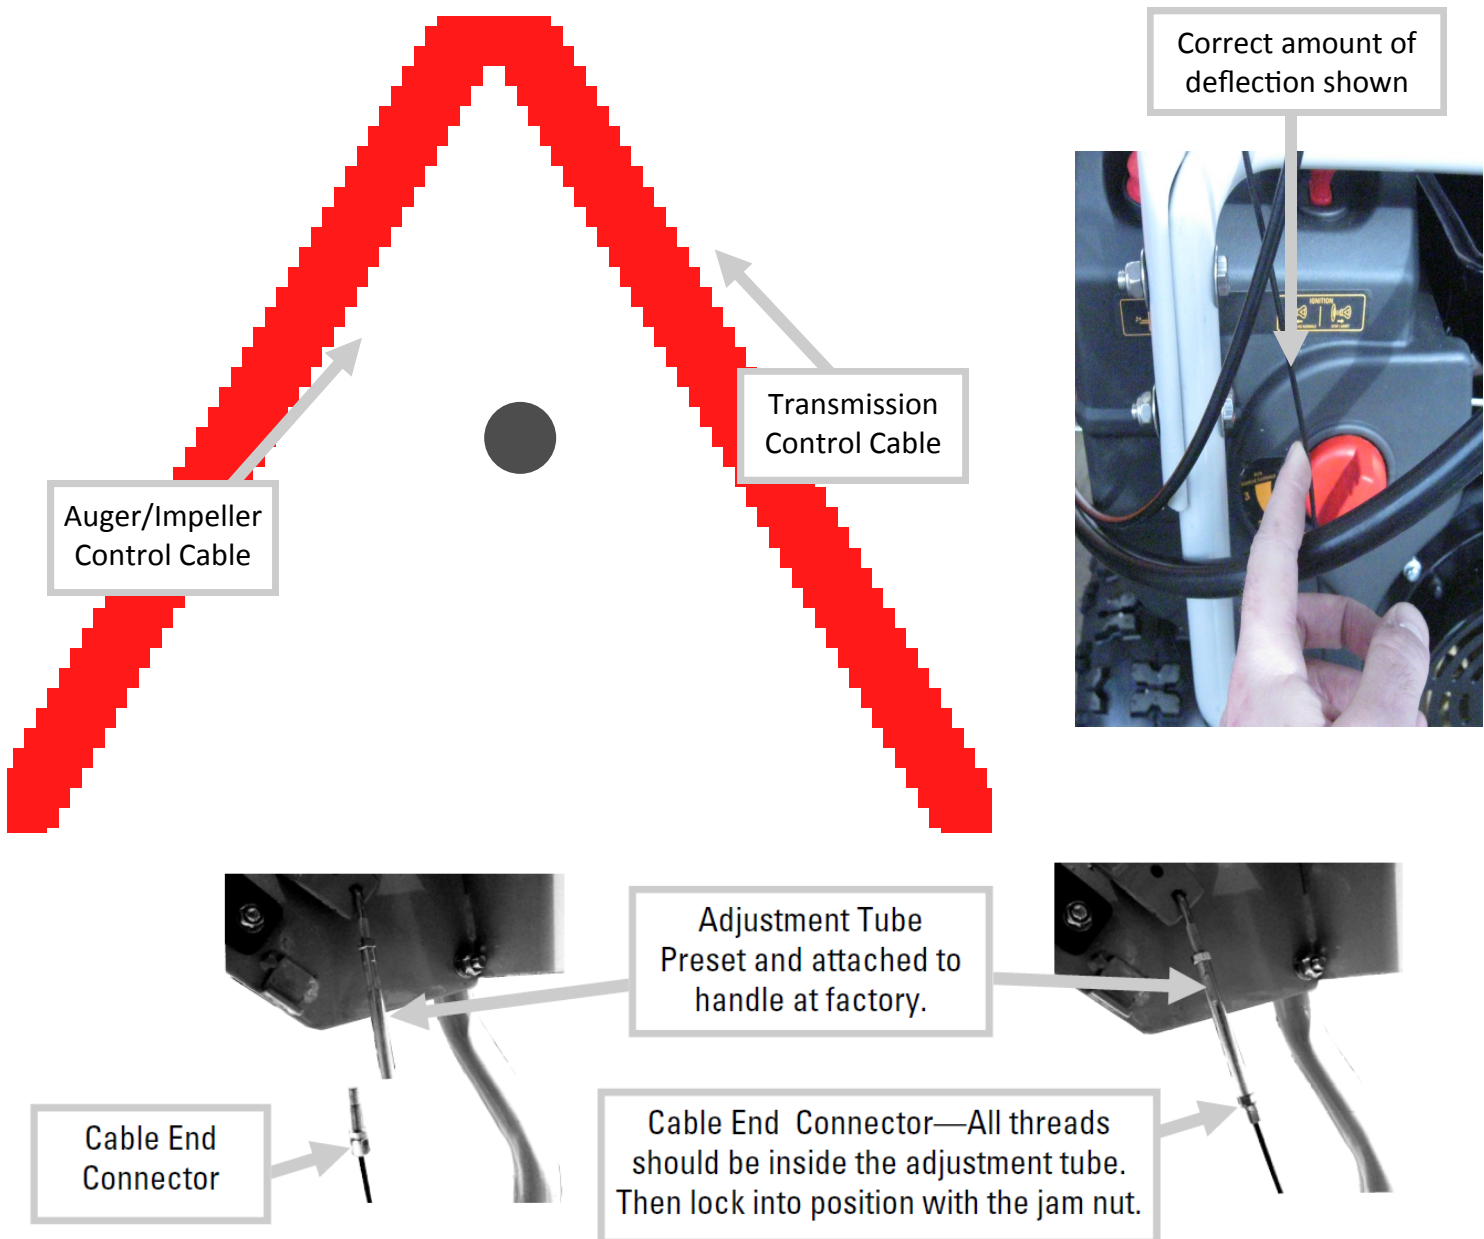 Correct amount of
deflection shown
IGNITION
Transmission
Control Cable
Auger/Impeller
Control Cable
3
Adjustment Tube
Preset and attached to
handle at factory.
Cable End
Connector
Cable End Connector—All threads
should be inside the adjustment tube.
Then lock into position with the jam nut.